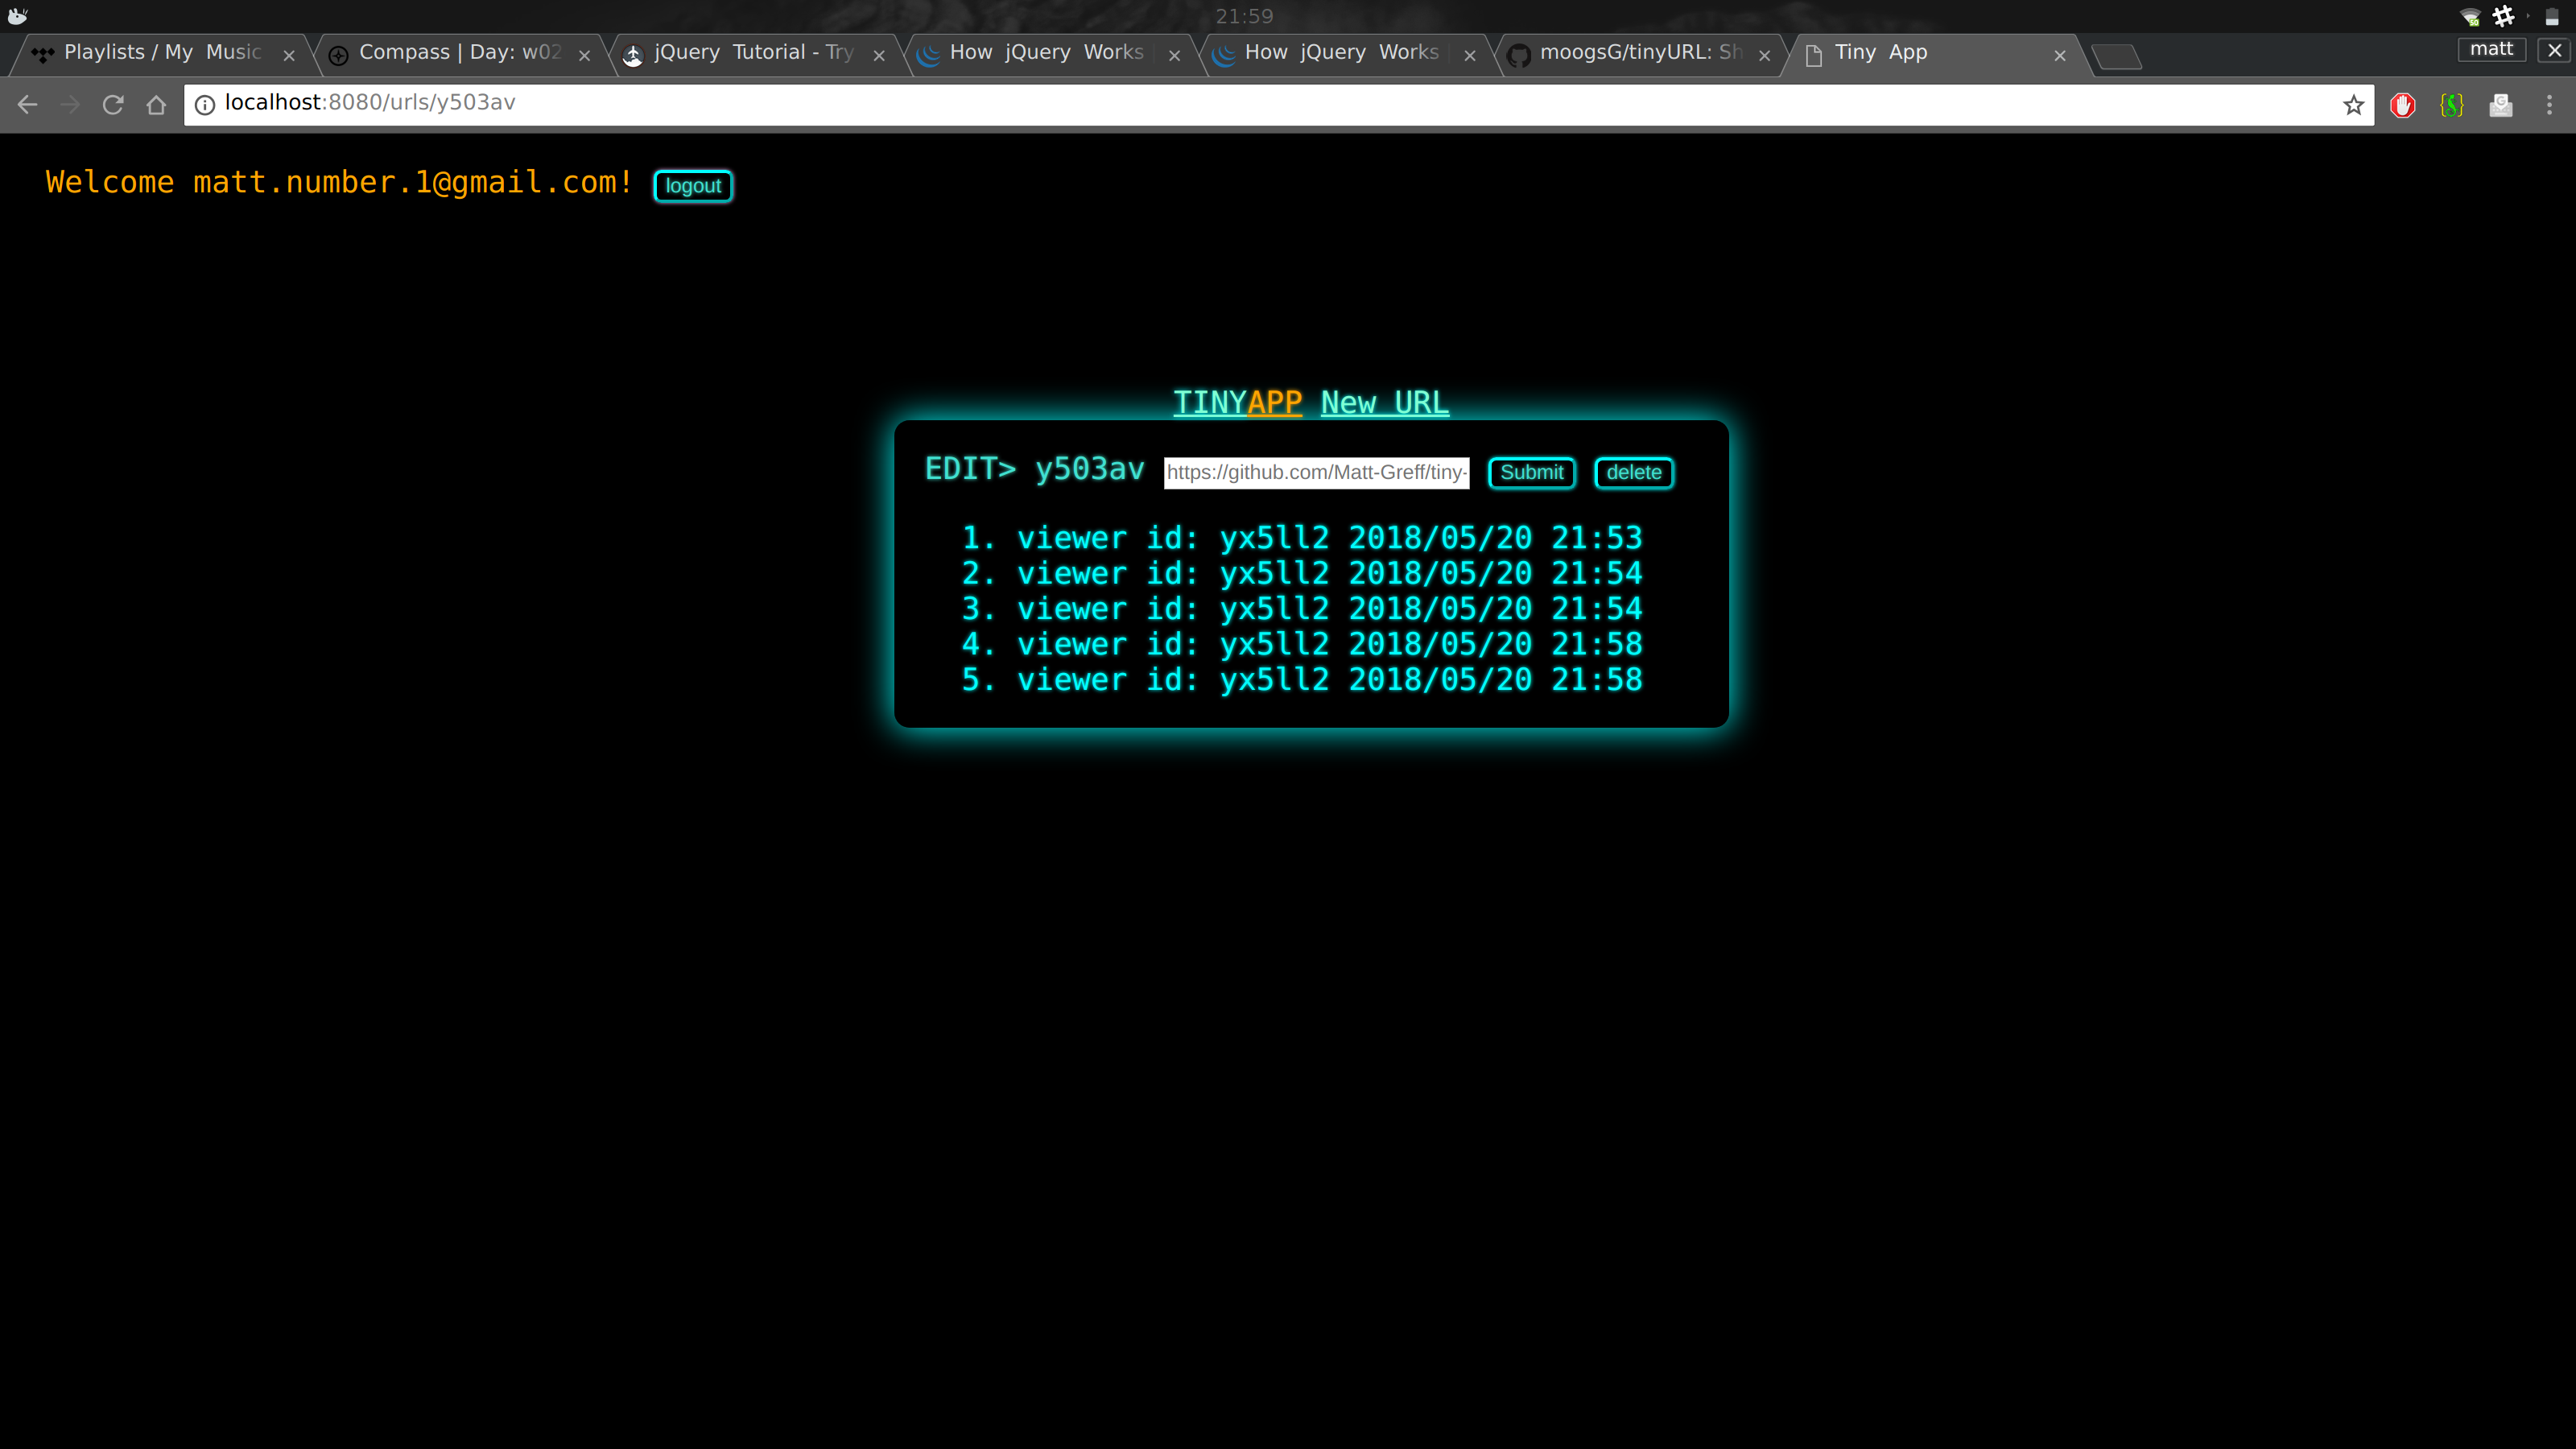 21:59
Playlists / My Music
Compass | Day: w02
jQuery Tutorial - Try
How jQuery Works
How jQuery Works
moogsG/tinyURL: Sh
Tiny App
matt
localhost:8080/urls/y503av
Welcome matt.number.1@gmail.com! logout
TINYAPP New URL
EDIT> y503av https://github.com/Matt-Greff/tiny- Submit delete
1. viewer id: yx5ll2 2018/05/20 21:53
2. viewer id: yx5ll2 2018/05/20 21:54
3. viewer id: yx5ll2 2018/05/20 21:54
4. viewer id: yx5ll2 2018/05/20 21:58
5. viewer id: yx5ll2 2018/05/20 21:58